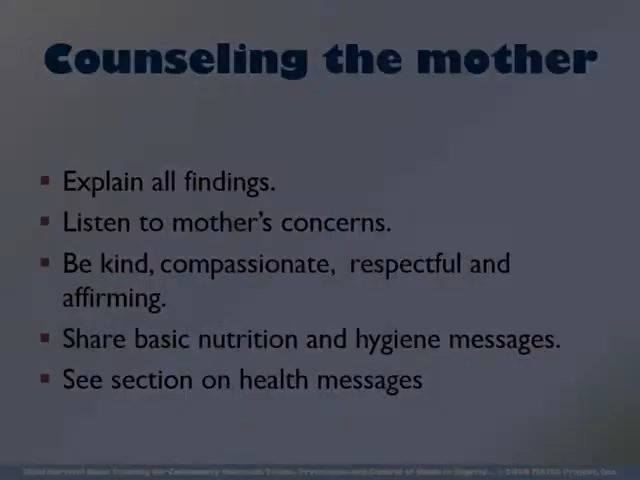 Counseling the mother
Explain all findings.
Listen to mother's concerns.
Be kind, compassionate, respectful and
affirming.
Share basic nutrition and hygiene messages.
See section on health messages